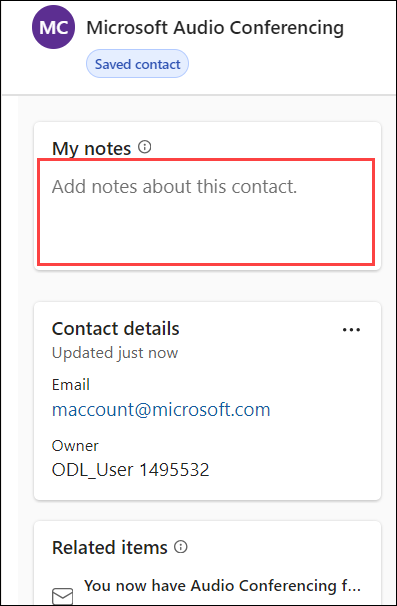 MC
Microsoft Audio Conferencing
Saved contact
My notes
Add notes about this contact.
Contact details
Updated just now
Email
maccount@microsoft.com
Owner
ODL_User 1495532
Related items
You now have Audio Conferencing f...